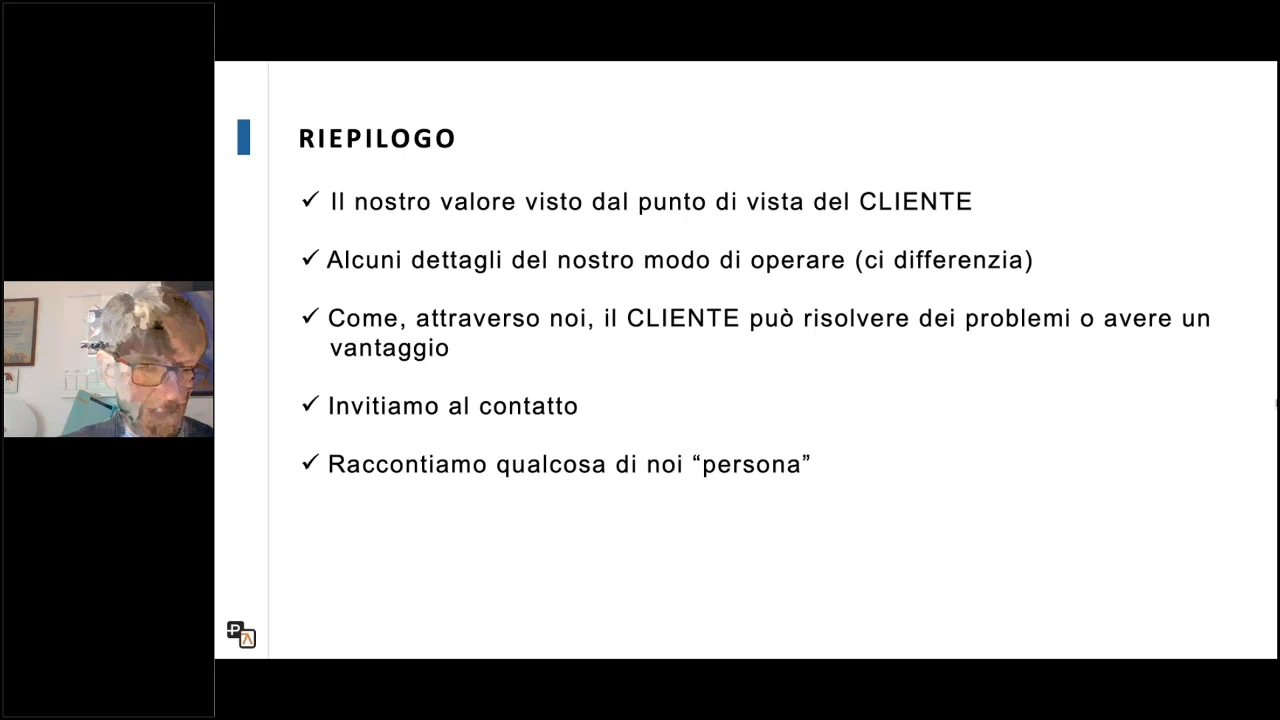 RIEPILOGO
✓ Il nostro valore visto dal punto di vista del CLIENTE
✓ Alcuni dettagli del nostro modo di operare (ci differenzia)
✓ Come, attraverso noi, il CLIENTE può risolvere dei problemi o avere un
vantaggio
✓ Invitiamo al contatto
✓ Raccontiamo qualcosa di noi “persona”